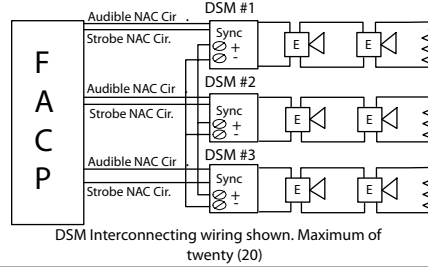 DSM #1
Audible NAC Cir .
Strobe NAC Cir.
Sync
+
-
E
E
FACP
DSM #2
Audible NAC Cir .
Strobe NAC Cir.
Sync
+
-
E
E
DSM #3
Audible NAC Cir .
Strobe NAC Cir.
Sync
+
-
E
E
DSM Interconnecting wiring shown. Maximum of
twenty (20)